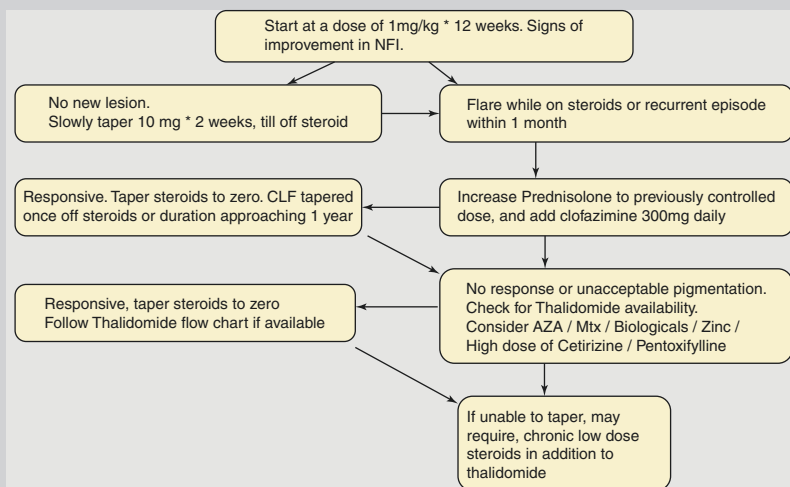 Start at a dose of 1mg/kg * 12 weeks. Signs of
improvement in NFI.
No new lesion.
Slowly taper 10 mg * 2 weeks, till off steroid
Flare while on steroids or recurrent episode
within 1 month
Responsive. Taper steroids to zero. CLF tapered
once off steroids or duration approaching 1 year
Increase Prednisolone to previously controlled
dose, and add clofazimine 300mg daily
Responsive, taper steroids to zero
Follow Thalidomide flow chart if available
No response or unacceptable pigmentation.
Check for Thalidomide availability.
Consider AZA / Mtx / Biologicals / Zinc /
High dose of Cetirizine / Pentoxifylline
If unable to taper, may
require, chronic low dose
steroids in addition to
thalidomide